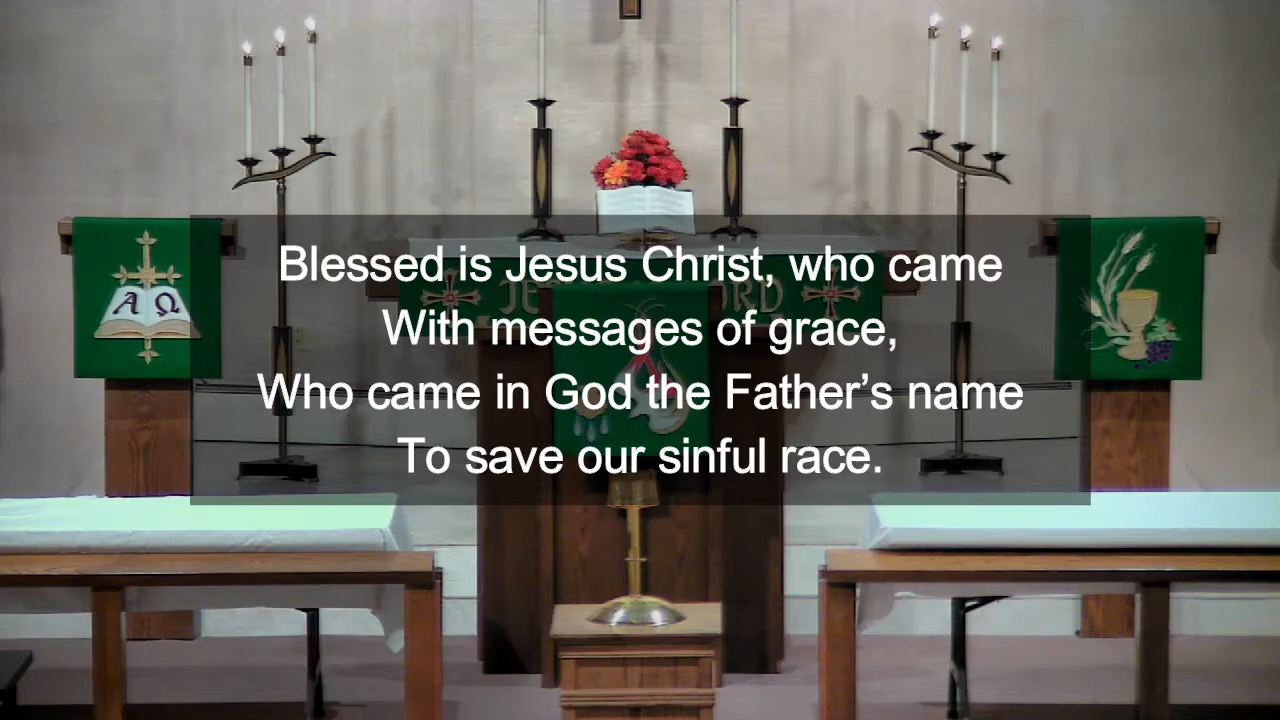 Blessed is Jesus Christ, who came
With messages of grace,
Who came in God the Father’s name
To save our sinful race.
Α Ω